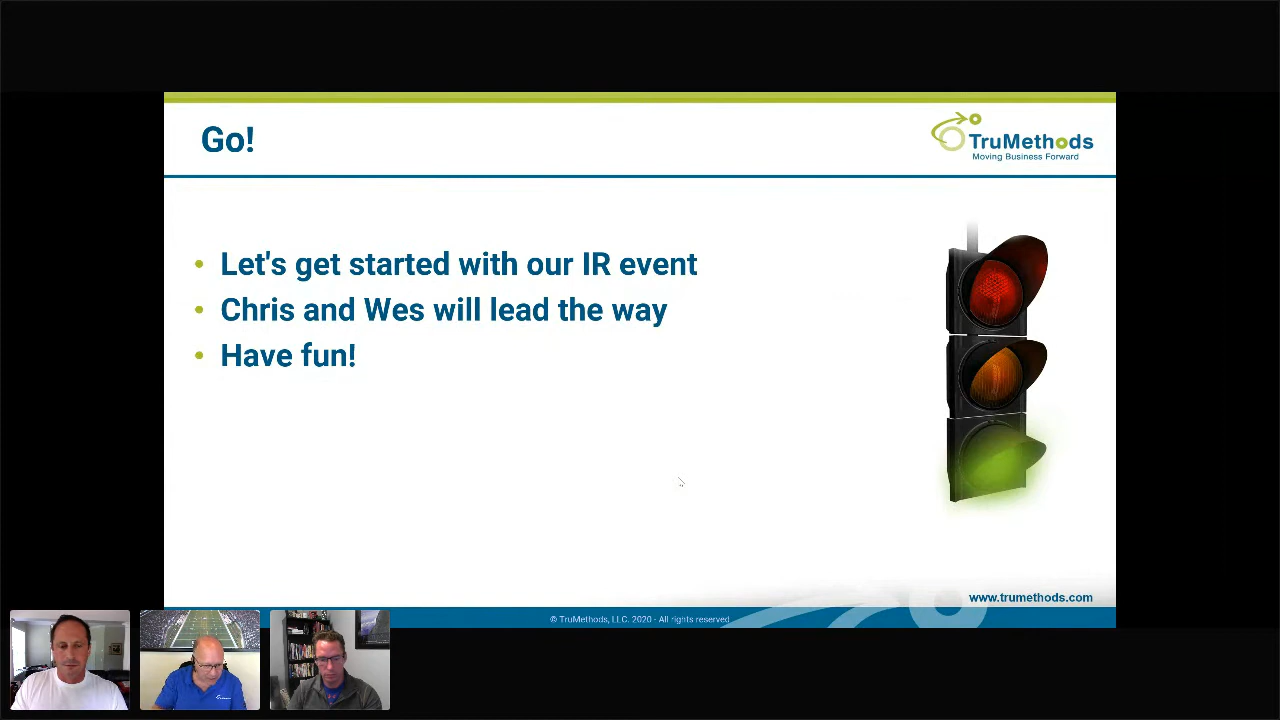 Go!
TruMethods
Moving Business Forward
• Let's get started with our IR event
• Chris and Wes will lead the way
• Have fun!
www.trumethods.com
© TruMethods, LLC. 2020 - All rights reserved